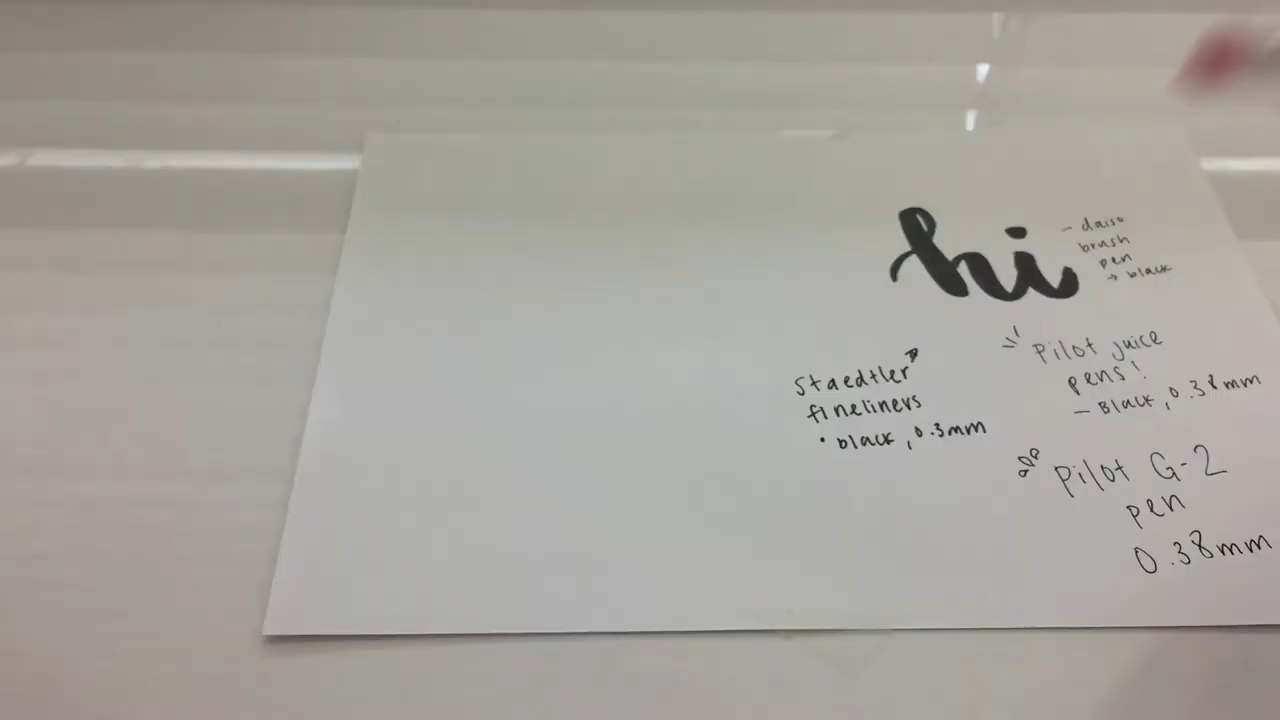 hi
- daiso
brush
pen
→ black
Pilot juice
pens!
- Black, 0.38mm
Staedtler
fineliners
• black, 0.3mm
Pilot G-2
pen
0.38mm